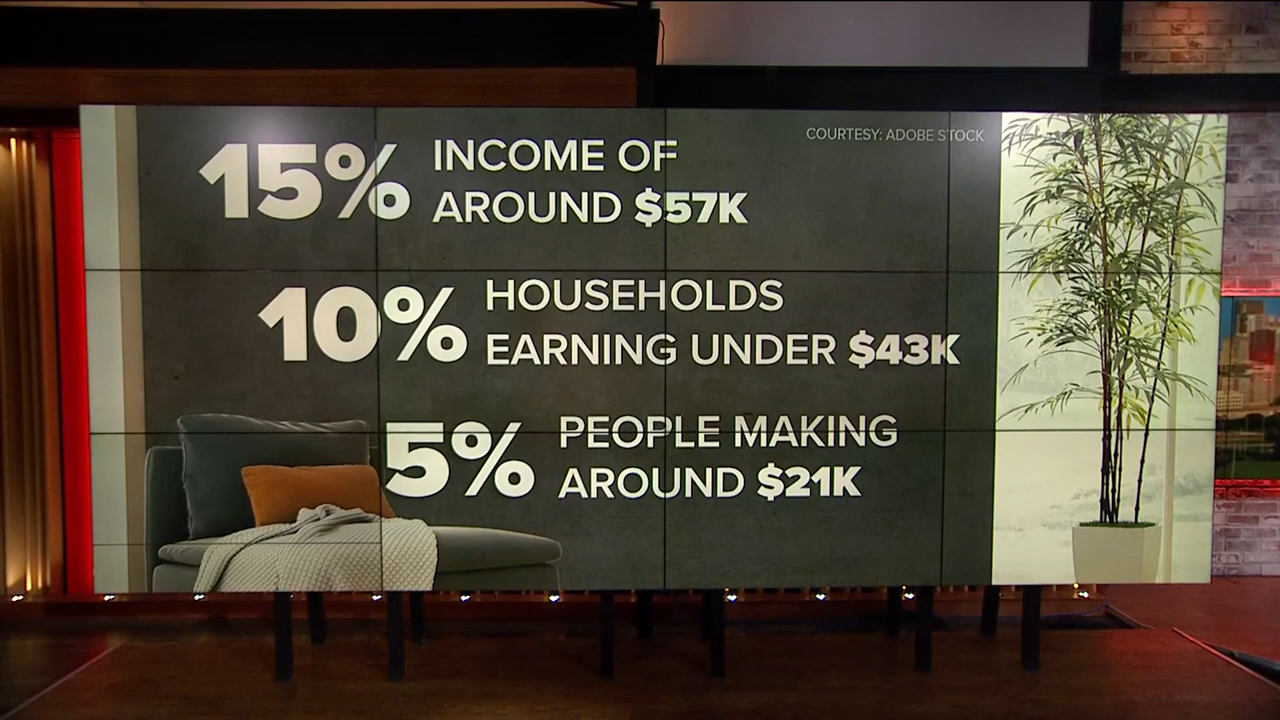 COURTESY: ADOBE STOCK
15% INCOME OF
AROUND $57K
10% HOUSEHOLDS
EARNING UNDER $43K
5% PEOPLE MAKING
AROUND $21K